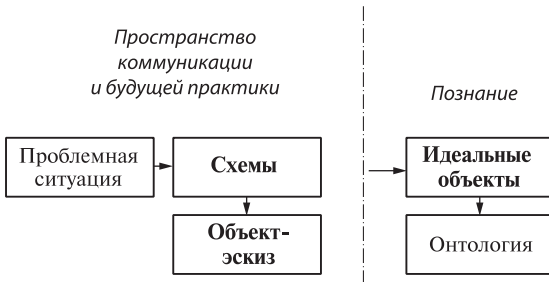 Пространство
коммуникации
и будущей практики
Познание
Проблемная
ситуация
Схемы
Идеальные
объекты
Объект-
эскиз
Онтология